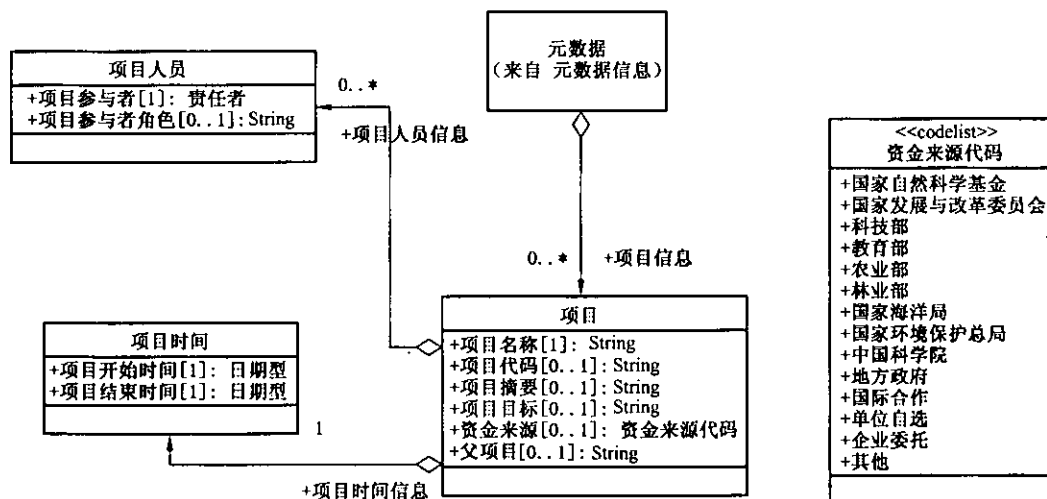 项目人员
+项目参与者[1]: 责任者
+项目参与者角色[0..1]:String
0..*
+项目人员信息
元数据
(来自 元数据信息)
0..*
+项目信息
<<codelist>>
资金来源代码
+国家自然科学基金
+国家发展与改革委员会
+科技部
+教育部
+农业部
+林业部
+国家海洋局
+国家环境保护总局
+中国科学院
+地方政府
+国际合作
+单位自选
+企业委托
+其他
项目
+项目名称[1]: String
+项目代码[0..1]:String
+项目摘要[0..1]:String
+项目目标[0..1]:String
+资金来源[0..1]: 资金来源代码
+父项目[0..1]:String
项目时间
+项目开始时间[1]: 日期型
+项目结束时间[1]: 日期型
1
+项目时间信息